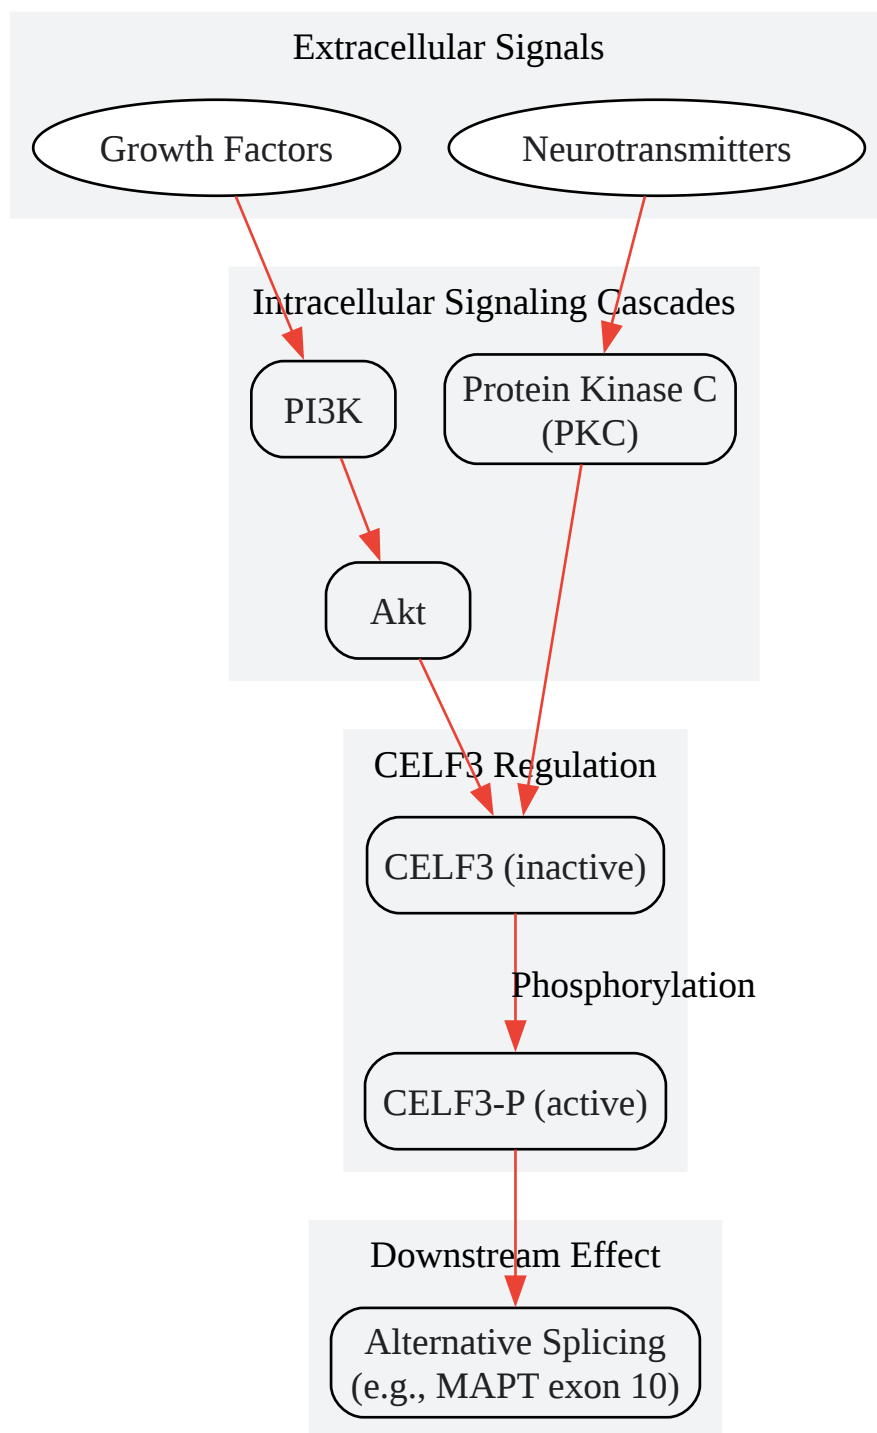 Extracellular Signals
Growth Factors
Neurotransmitters
Intracellular Signaling Cascades
PI3K
Protein Kinase C
(PKC)
Akt
CELF3 Regulation
CELF3 (inactive)
Phosphorylation
CELF3-P (active)
Downstream Effect
Alternative Splicing
(e.g., MAPT exon 10)